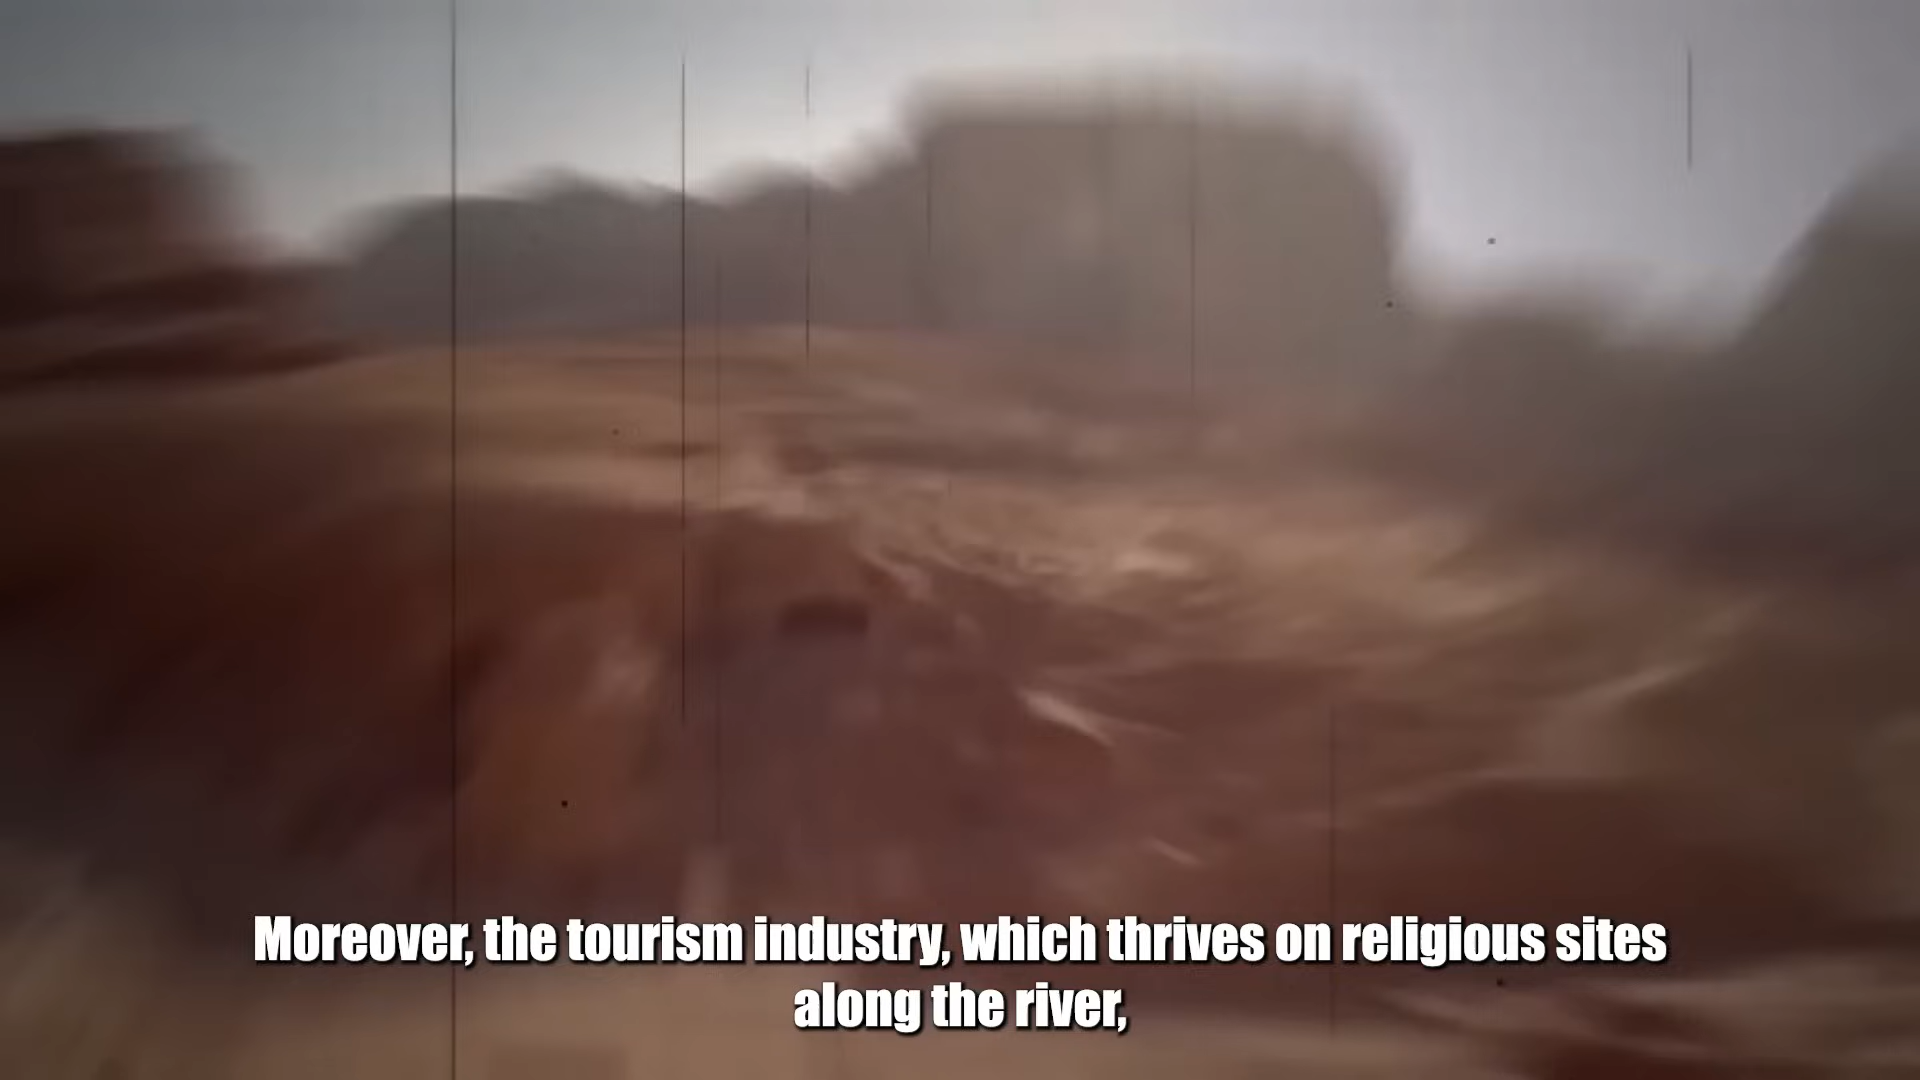 Moreover, the tourism industry, which thrives on religious sites
along the river,